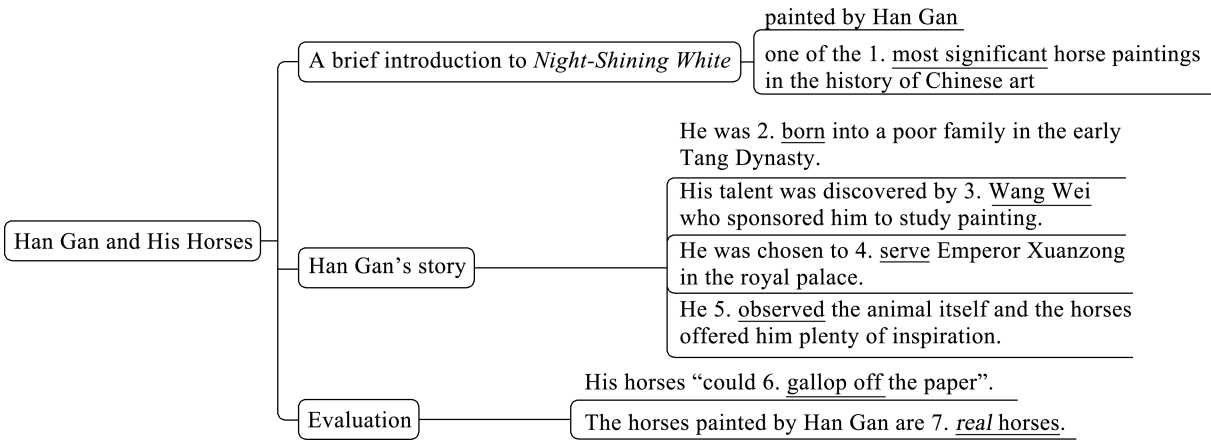 painted by Han Gan
A brief introduction to Night-Shining White
one of the 1. most significant horse paintings
in the history of Chinese art
He was 2. born into a poor family in the early
Tang Dynasty.
His talent was discovered by 3. Wang Wei
who sponsored him to study painting.
Han Gan and His Horses
Han Gan's story
He was chosen to 4. serve Emperor Xuanzong
in the royal palace.
He 5. observed the animal itself and the horses
offered him plenty of inspiration.
His horses “could 6. gallop off the paper”.
Evaluation
The horses painted by Han Gan are 7. real horses.